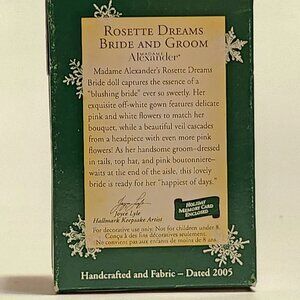 ROSETTE DREAMS
BRIDE AND GROOM
MADAME
Alexander
Madame Alexander's Rosette Dreams
Bride doll captures the essence of a
"blushing bride" ever so sweetly. Her
exquisite off-white gown features delicate
pink and white flowers to match her
bouquet, while a beautiful veil cascades
from a headpiece with even more pink
flowers! As her handsome groom–dressed
in tails, top hat, and pink boutonniere–
waits at the end of the aisle, this lovely
bride is ready for her "happiest of days."
Joyce Lyle
Hallmark Keepsake Artist
HOLIDAY
MEMORY CARD
ENCLOSED
For decorative use only. Not for children under 8.
Conçu à des fins décoratives seulement.
Ne convient pas aux enfants de moins de 8 ans.
Handcrafted and Fabric – Dated 2005